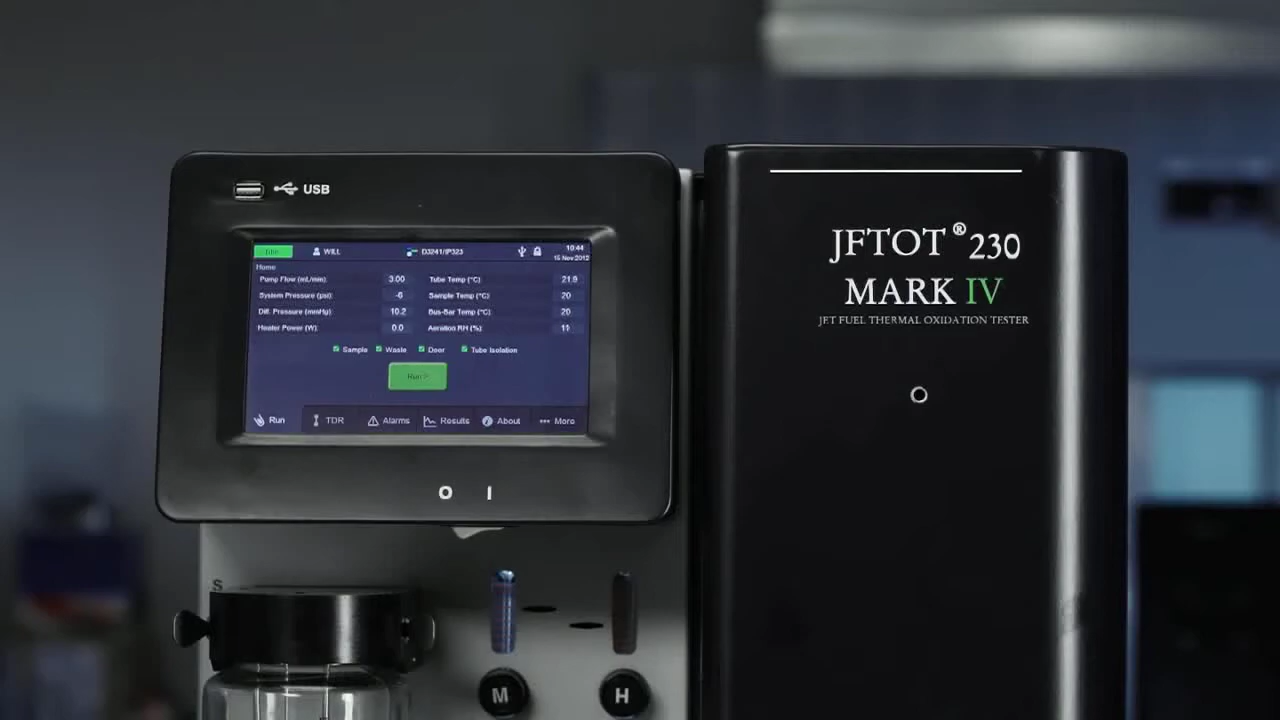 USB
WILL D3241/IP323 10:44
15 Nov 2012
Home
Pump Flow (mL/min): 3.00 Tube Temp (°C) 21.9
System Pressure (psi): -6 Sample Temp (°C) 20
Diff. Pressure (mmHg): 10.2 Bus-Bar Temp (°C) 20
Heater Power (W): 0.0 Aeration RH (%) 11
Sample Waste Door Tube Isolation
Run >
Run TDR Alarms Results About More
O I
JFTOT® 230
MARK IV
JET FUEL THERMAL OXIDATION TESTER
S
M H